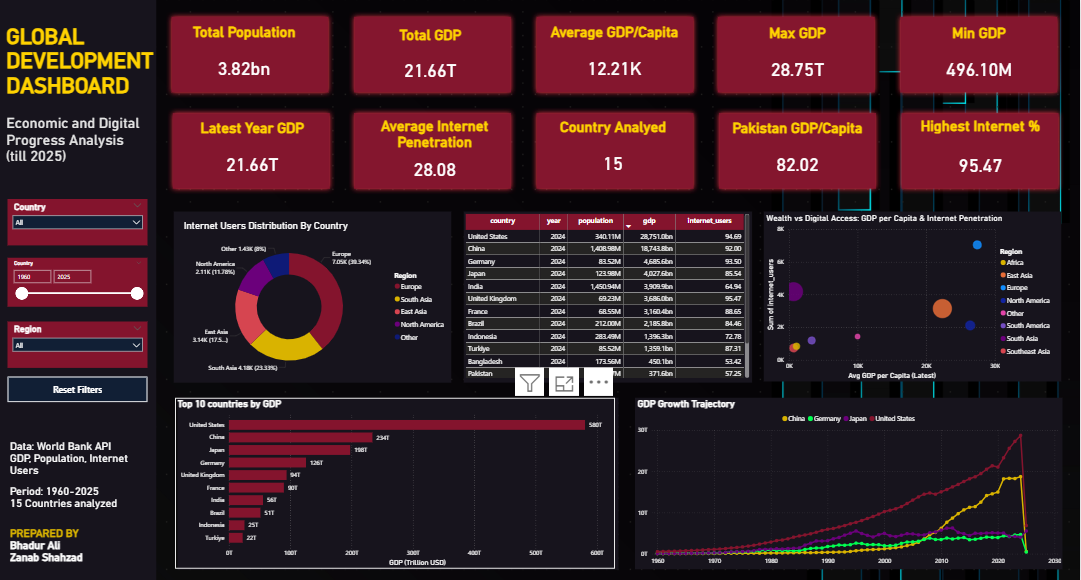 GLOBAL
DEVELOPMENT
DASHBOARD
Economic and Digital
Progress Analysis
(till 2025)
Total Population
3.82bn
Total GDP
21.66T
Average GDP/Capita
12.21K
Max GDP
28.75T
Min GDP
496.10M
Latest Year GDP
21.66T
Average Internet
Penetration
28.08
Country Analyed
15
Pakistan GDP/Capita
82.02
Highest Internet %
95.47
Country
All
Country
1960 2025
Region
All
Reset Filters
Data: World Bank API
GDP, Population, Internet
Users
Period: 1960-2025
15 Countries analyzed
PREPARED BY
Bhadur Ali
Zanab Shahzad
Internet Users Distribution By Country
Other 1.43K (8%)
North America
2.11K (11.78%)
East Asia
3.14K (17.5...)
South Asia 4.18K (23.33%)
Europe
7.05K (39.34%)
Region
Europe
South Asia
East Asia
North America
Other
country year population gdp internet_users
United States 2024 340.11M 28,751.0bn 94.69
China 2024 1,408.98M 18,743.8bn 92.00
Germany 2024 83.52M 4,685.6bn 93.50
Japan 2024 123.98M 4,027.6bn 85.54
India 2024 1,450.94M 3,909.9bn 64.94
United Kingdom 2024 69.23M 3,686.0bn 95.47
France 2024 68.55M 3,160.4bn 88.65
Brazil 2024 212.00M 2,185.8bn 84.46
Indonesia 2024 283.49M 1,396.3bn 72.78
Turkiye 2024 85.52M 1,359.1bn 87.31
Bangladesh 2024 173.56M 450.1bn 53.42
Pakistan 371.6bn 57.25
Wealth vs Digital Access: GDP per Capita & Internet Penetration
Sum of internet_users
8K
6K
4K
2K
0K
0K 10K 20K 30K
Avg GDP per Capita (Latest)
Region
Africa
East Asia
Europe
North America
Other
South America
South Asia
Southeast Asia
Top 10 countries by GDP
United States 580T
China 234T
Japan 198T
Germany 126T
United Kingdom 94T
France 90T
India 56T
Brazil 51T
Indonesia 25T
Turkiye 22T
0T 100T 200T 300T 400T 500T 600T
GDP (Trillion USD)
GDP Growth Trajectory
China Germany Japan United States
30T
20T
10T
0T
1960 1970 1980 1990 2000 2010 2020 2030